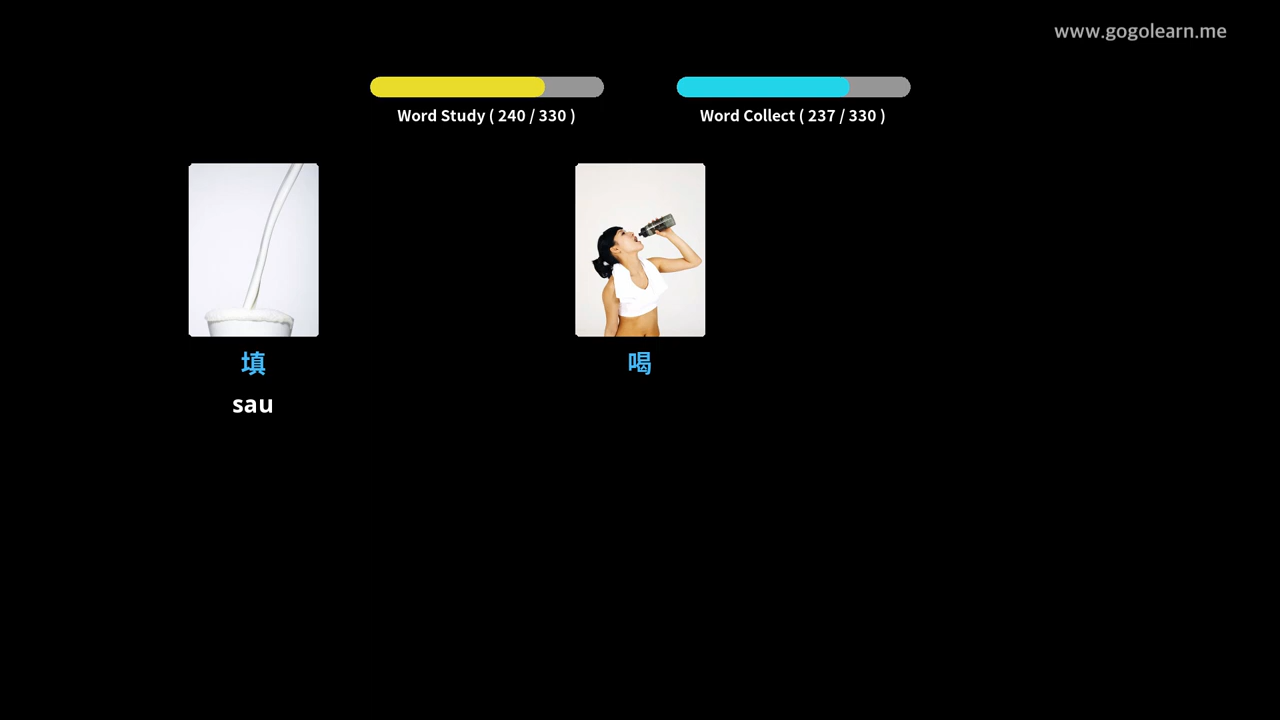 www.gogolearn.me
Word Study ( 240 / 330 )
Word Collect ( 237 / 330 )
填
喝
sau